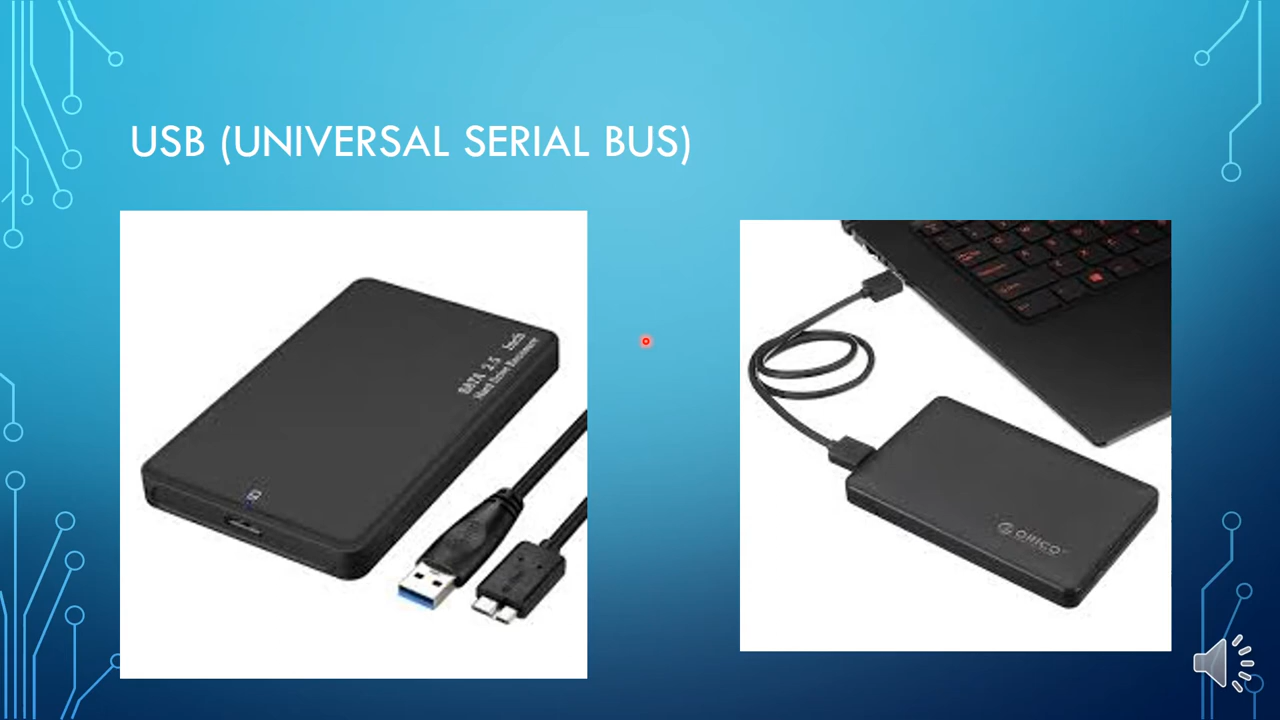 USB (UNIVERSAL SERIAL BUS)
SATA 2.5 Inch
Hard Drive Enclosure
ORICO